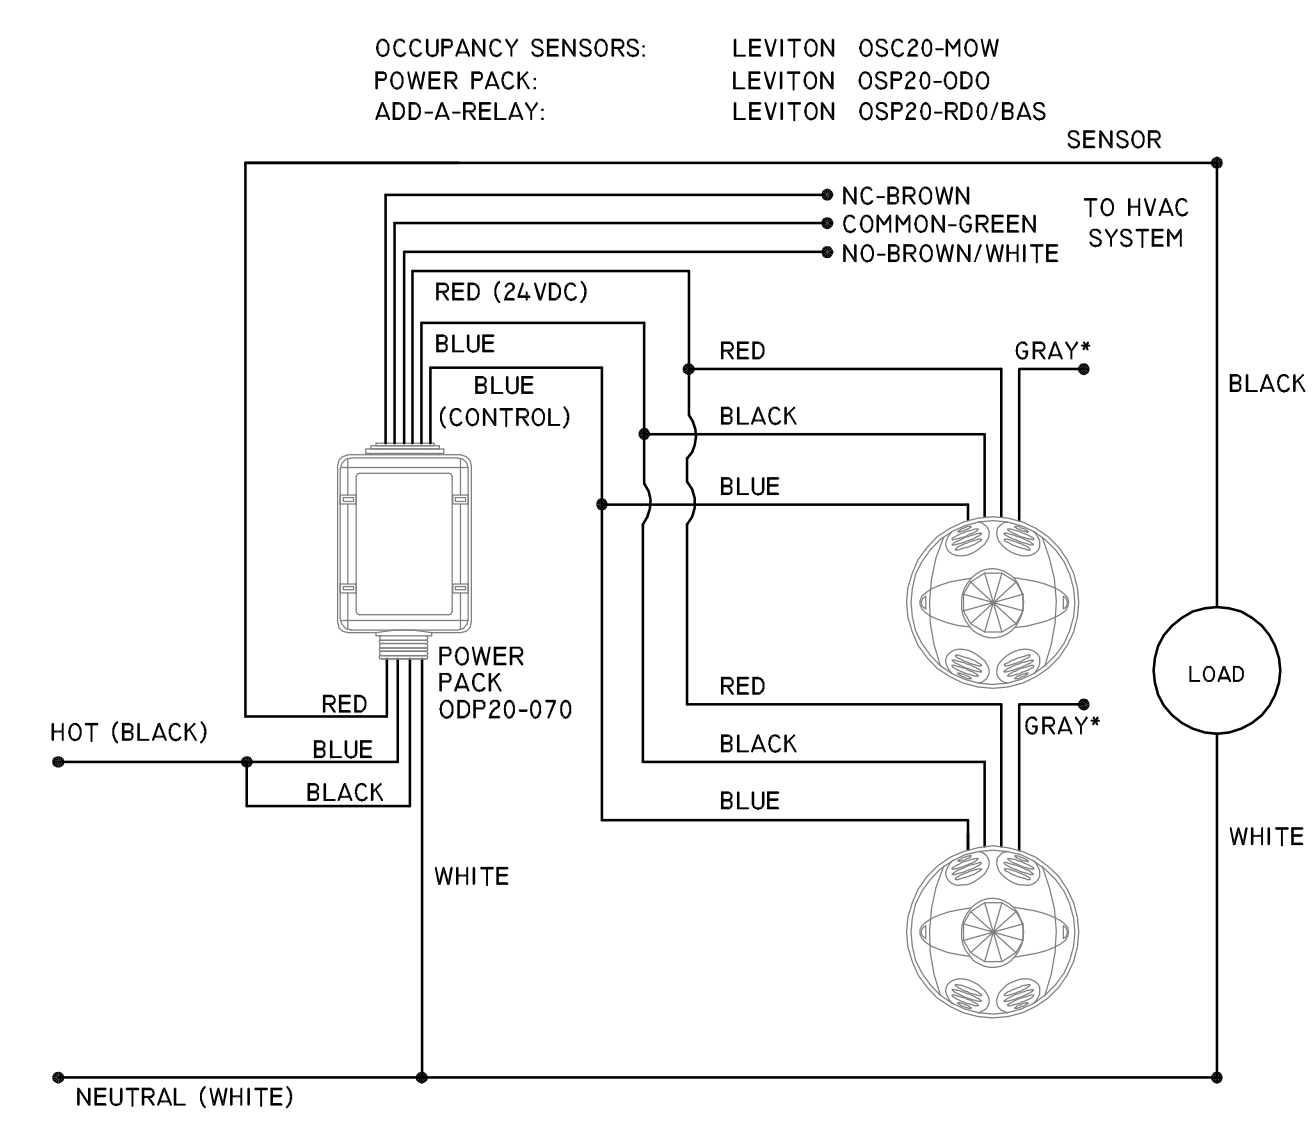 OCCUPANCY SENSORS: LEVITON OSC20-MOW
POWER PACK: LEVITON OSP20-ODO
ADD-A-RELAY: LEVITON OSP20-RD0/BAS
SENSOR
NC-BROWN
COMMON-GREEN
NO-BROWN/WHITE
TO HVAC
SYSTEM
RED (24VDC)
BLUE
BLUE
(CONTROL)
RED
GRAY*
BLACK
BLACK
BLUE
LOAD
POWER
PACK
ODP20-070
RED
HOT (BLACK)
BLUE
BLACK
RED
GRAY*
BLACK
BLUE
WHITE
WHITE
NEUTRAL (WHITE)